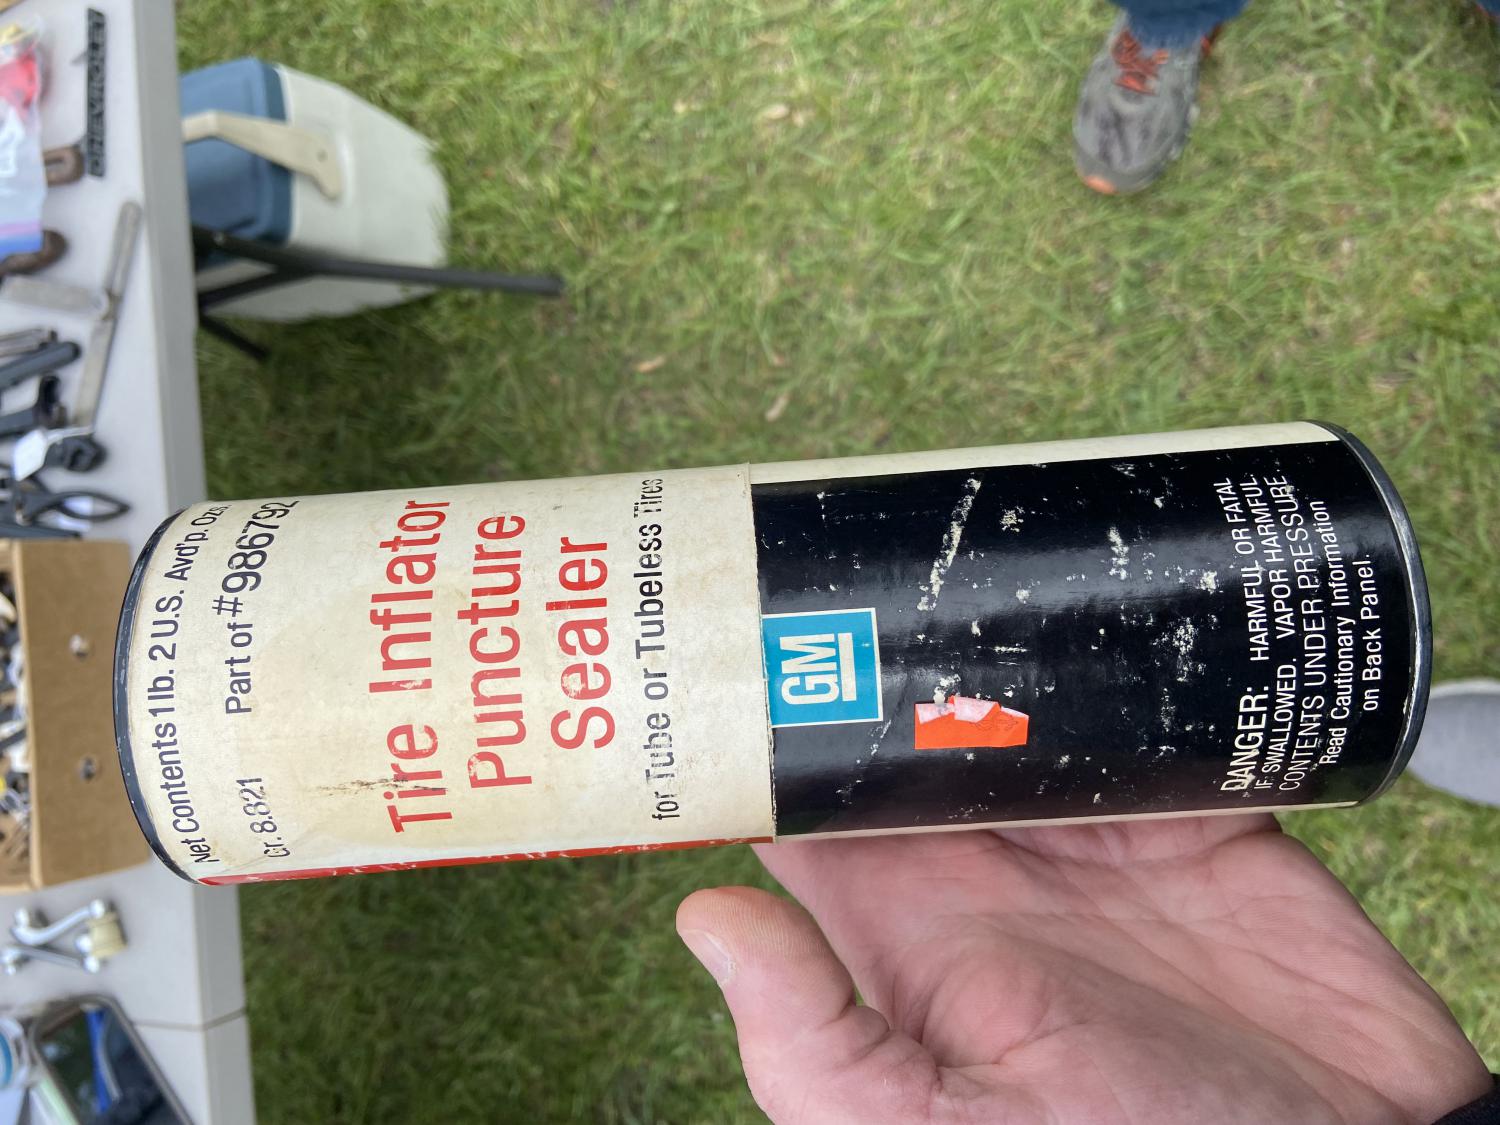 Net Contents 1 lb. 2 U.S. Avd'p. Ozs
Gr. 8.821 Part of #986792
Tire Inflator
Puncture
Sealer
for Tube or Tubeless Tires
GM
DANGER: HARMFUL OR FATAL
IF SWALLOWED. VAPOR HARMFUL.
CONTENTS UNDER PRESSURE.
Read Cautionary Information
on Back Panel.
CHEVROLET